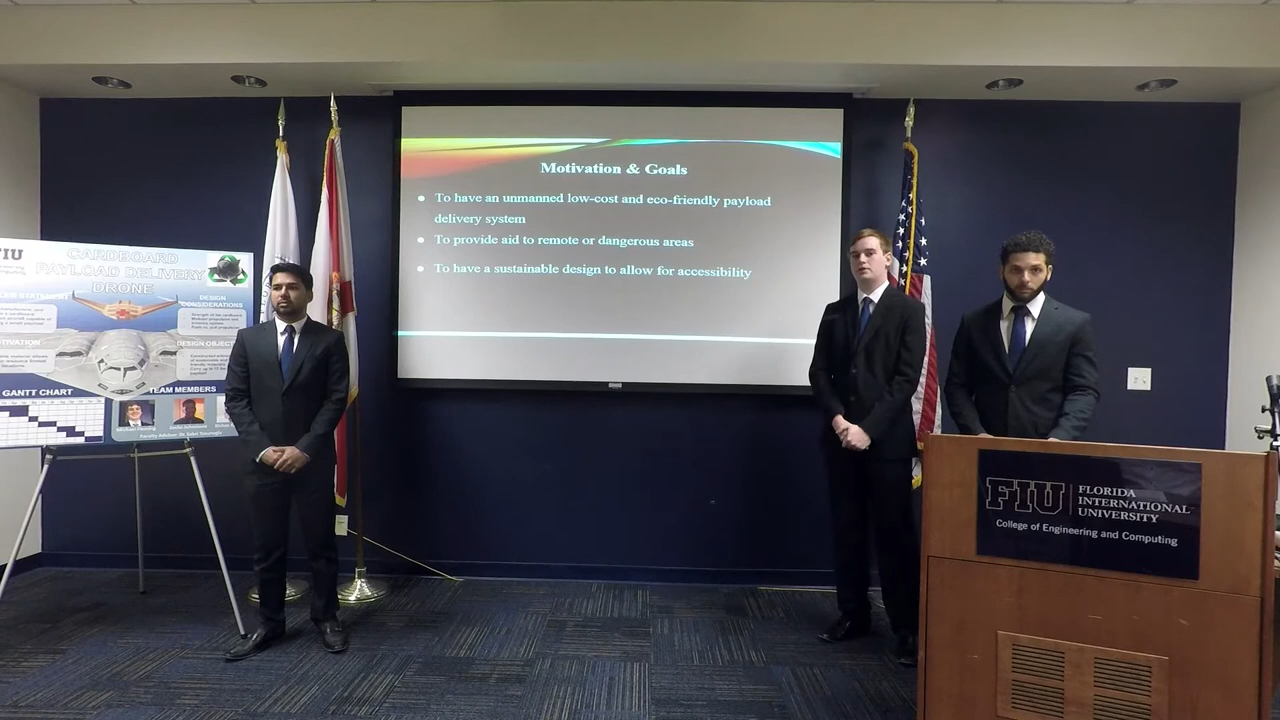 Motivation & Goals
To have an unmanned low-cost and eco-friendly payload
delivery system
To provide aid to remote or dangerous areas
To have a sustainable design to allow for accessibility
FIU
CARDBOARD
PAYLOAD DELIVERY
DRONE
DESIGN
CONSIDERATIONS
GANTT CHART
TEAM MEMBERS
FIU
FLORIDA
INTERNATIONAL
UNIVERSITY
College of Engineering and Computing